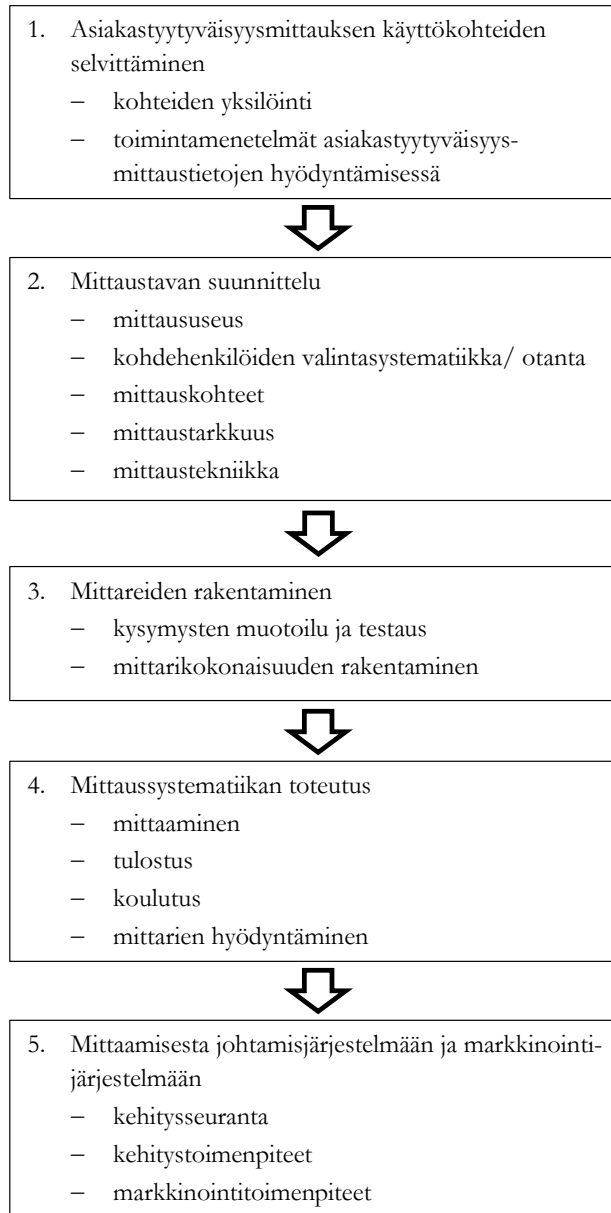 1. Asiakastyytyväisyysmittauksen käyttökohteiden
selvittäminen
– kohteiden yksilöinti
– toimintamenetelmät asiakastyytyväisyys-
mittaustietojen hyödyntämisessä
2. Mittaustavan suunnittelu
– mittaususeus
– kohdehenkilöiden valintasystematiikka/ otanta
– mittauskohteet
– mittaustarkkuus
– mittaustekniikka
3. Mittareiden rakentaminen
– kysymysten muotoilu ja testaus
– mittarikokonaisuuden rakentaminen
4. Mittaussystematiikan toteutus
– mittaaminen
– tulostus
– koulutus
– mittarien hyödyntäminen
5. Mittaamisesta johtamisjärjestelmään ja markkinointi-
järjestelmään
– kehitysseuranta
– kehitystoimenpiteet
– markkinointitoimenpiteet